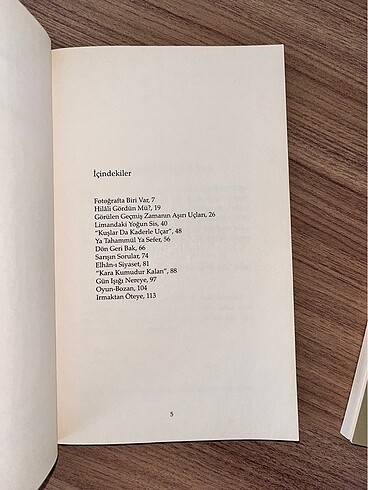 İçindekiler
Fotoğrafta Biri Var, 7
Hilâli Gördün Mü?, 19
Görülen Geçmiş Zamanın Aşırı Uçları, 26
Limandaki Yoğun Sis, 40
"Kuşlar Da Kaderle Uçar", 48
Ya Tahammül Ya Sefer, 56
Dön Geri Bak, 66
Sarışın Sorular, 74
Elhân-ı Siyaset, 81
"Kara Kumudur Kalan", 88
Gün Işığı Nereye, 97
Oyun-Bozan, 104
Irmaktan Öteye, 113
5